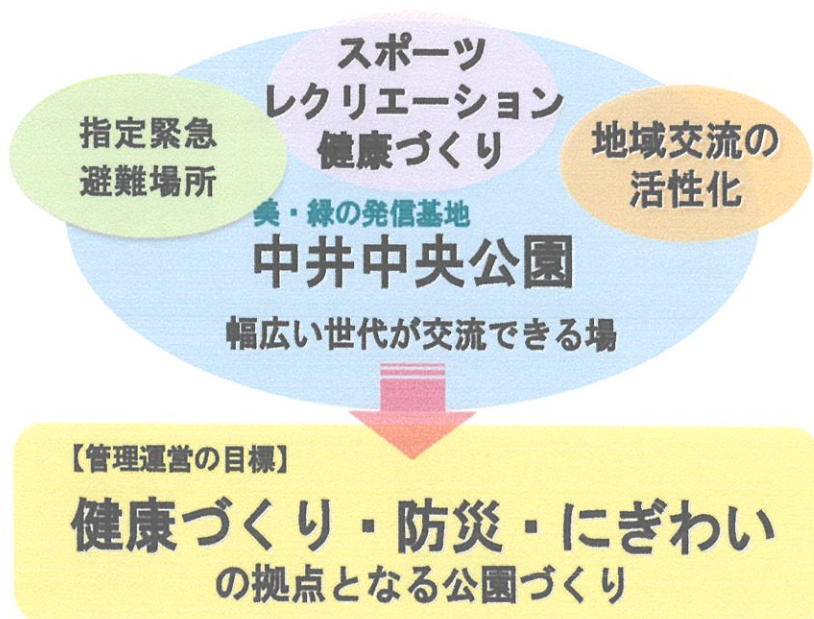 スポーツ
レクリエーション
健康づくり
指定緊急
避難場所
地域交流の
活性化
美・緑の発信基地
中井中央公園
幅広い世代が交流できる場
【管理運営の目標】
健康づくり・防災・にぎわい
の拠点となる公園づくり